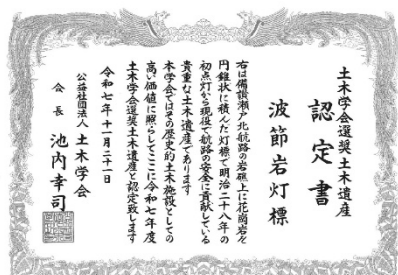 土木学会選奨土木遺産
認定書
波節岩灯標
右は備讃瀬戸北航路の岩礁上に花崗岩を
円錐状に積んだ灯標で明治二十八年の
初点灯から現役で航路の安全に貢献している
貴重な土木遺産であります
本学会ではその歴史的土木施設としての
高い価値に照らしてここに令和七年度
土木学会選奨土木遺産と認定致します
令和七年十一月二十一日
公益社団法人 土木学会
会長 池内幸司